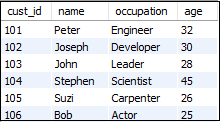 cust_id name occupation age
101 Peter Engineer 32
102 Joseph Developer 30
103 John Leader 28
104 Stephen Scientist 45
105 Suzi Carpenter 26
106 Bob Actor 25